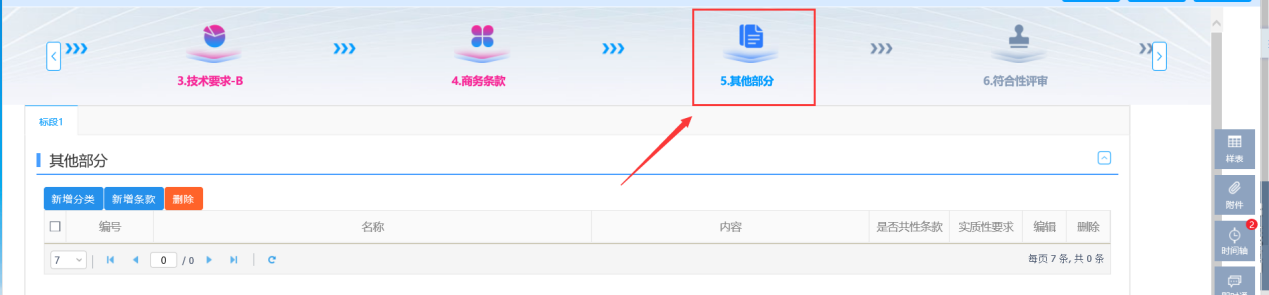 3.技术要求-B
4.商务条款
5.其他部分
6.符合性评审
标段1
其他部分
新增分类 新增条款 删除
编号 名称 内容 是否共性条款 实质性要求 编辑 删除
7 0 / 0 每页 7 条, 共 0 条
样表
附件
2
时间轴